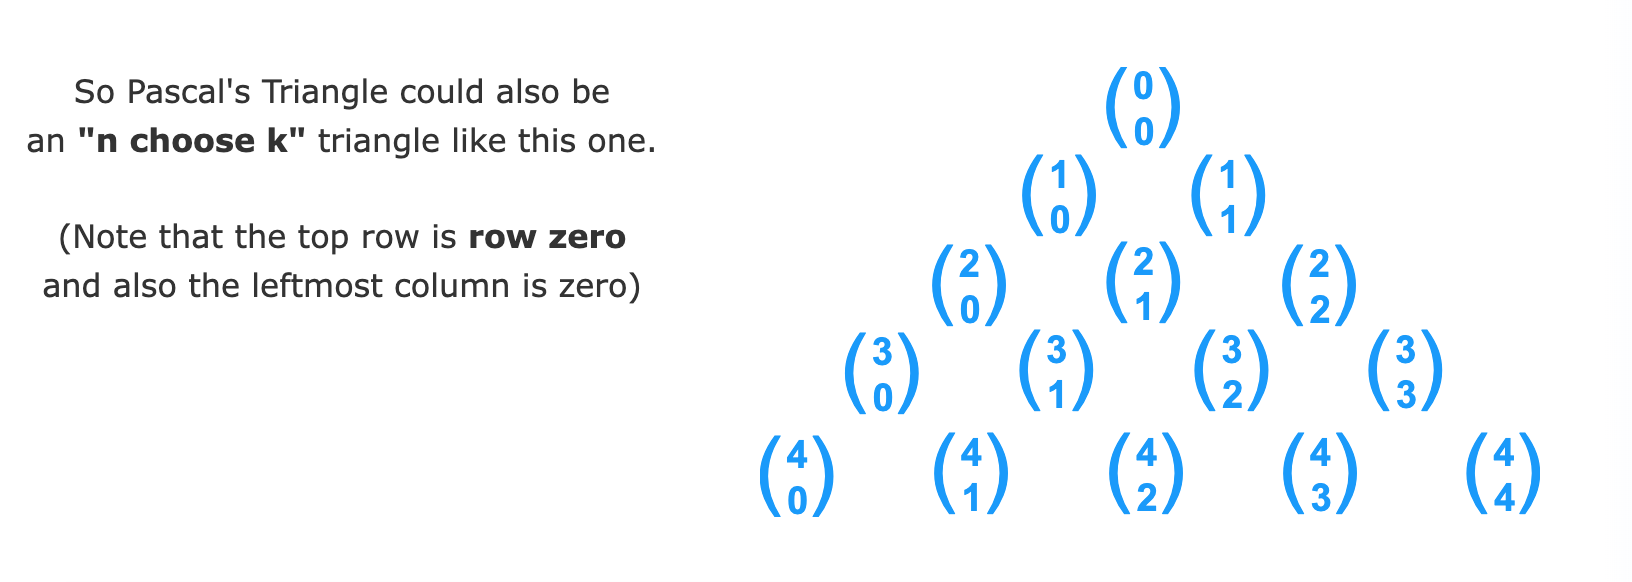 So Pascal's Triangle could also be
an "n choose k" triangle like this one.
(Note that the top row is row zero
and also the leftmost column is zero)
(0 0)
(1 0) (1 1)
(2 0) (2 1) (2 2)
(3 0) (3 1) (3 2) (3 3)
(4 0) (4 1) (4 2) (4 3) (4 4)